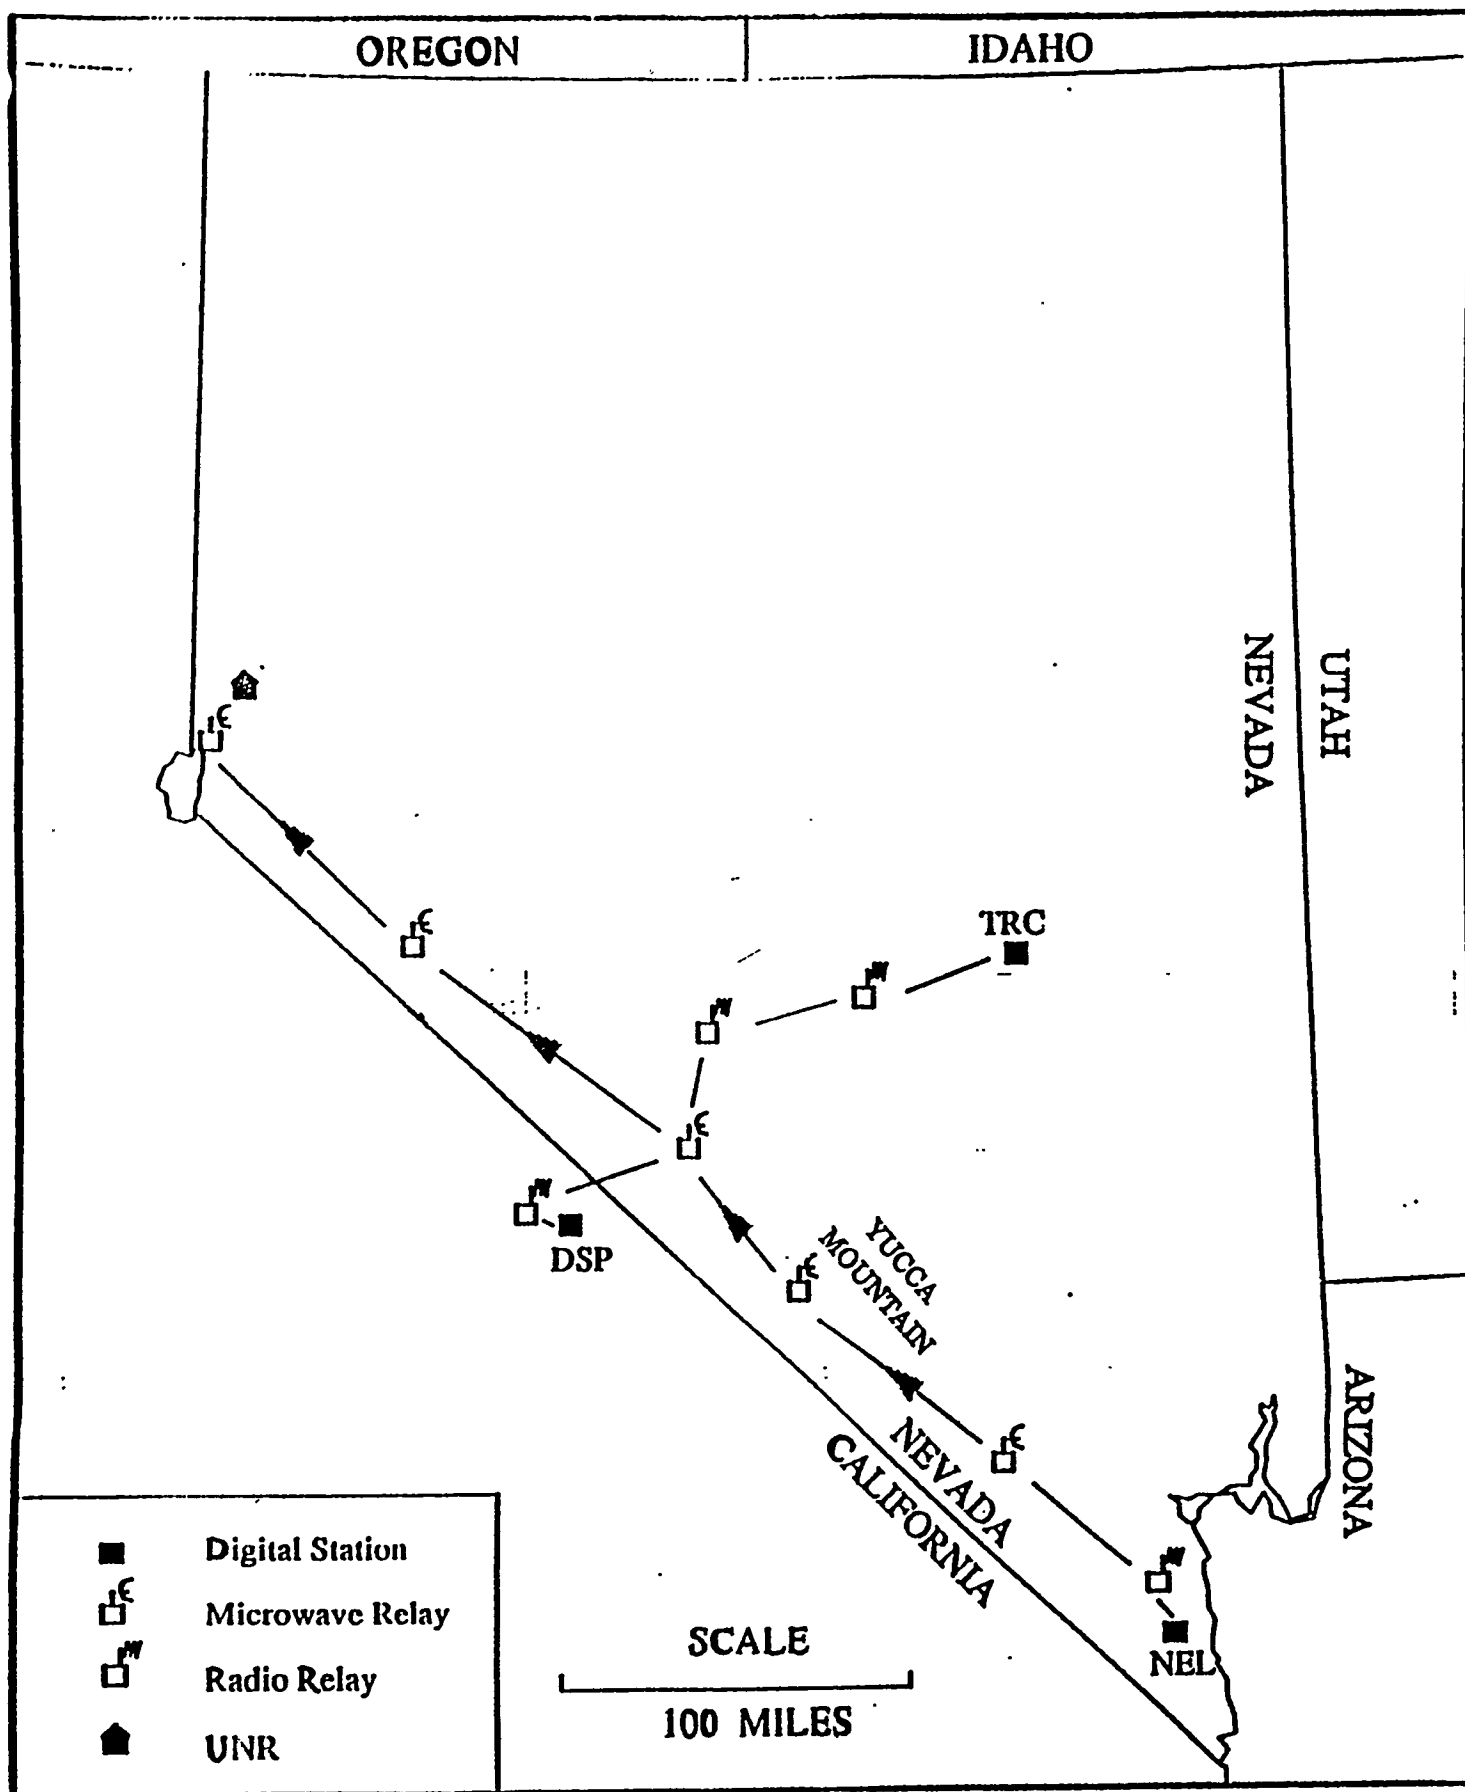 OREGON
IDAHO
NEVADA
UTAH
TRC
DSP
YUCCA
MOUNTAIN
NEVADA
CALIFORNIA
ARIZONA
NEL
Digital Station
Microwave Relay
Radio Relay
UNR
SCALE
100 MILES